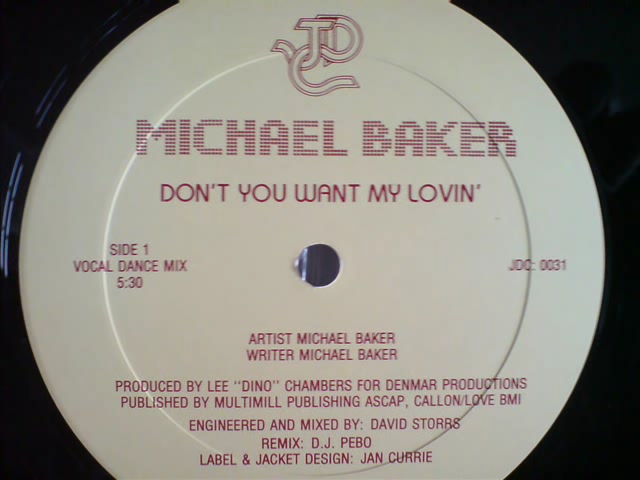 JDC
MICHAEL BAKER
DON'T YOU WANT MY LOVIN'
SIDE 1
VOCAL DANCE MIX
5:30
JDC: 0031
ARTIST MICHAEL BAKER
WRITER MICHAEL BAKER
PRODUCED BY LEE "DINO" CHAMBERS FOR DENMAR PRODUCTIONS
PUBLISHED BY MULTIMILL PUBLISHING ASCAP, CALLON/LOVE BMI
ENGINEERED AND MIXED BY: DAVID STORRS
REMIX: D.J. PEBO
LABEL & JACKET DESIGN: JAN CURRIE